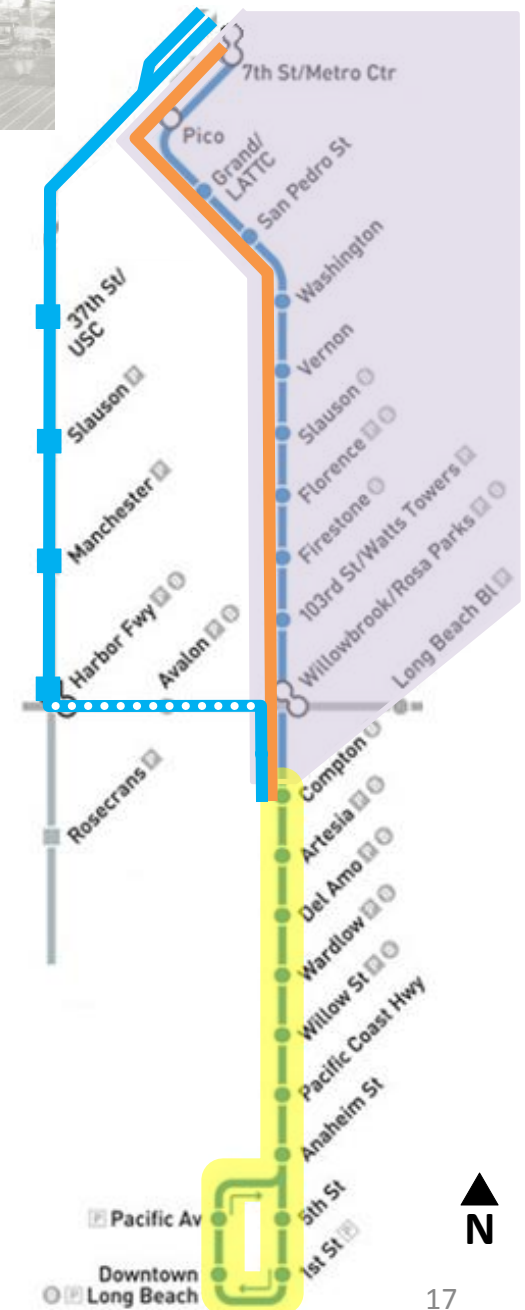 7th St/Metro Ctr
Pico
Grand/
LATTC
San Pedro St
Washington
37th St/
USC
Vernon
Slauson P
Slauson
Florence P
Manchester P
Firestone
103rd St/Watts Towers P
Willowbrook/Rosa Parks P
Harbor Fwy P
Avalon P
Long Beach Bl P
Compton
Rosecrans P
Artesia P
Del Amo P
Wardlow P
Willow St P
Pacific Coast Hwy
Anaheim St
P Pacific Av
5th St
1st St P
Downtown
P Long Beach
N
17